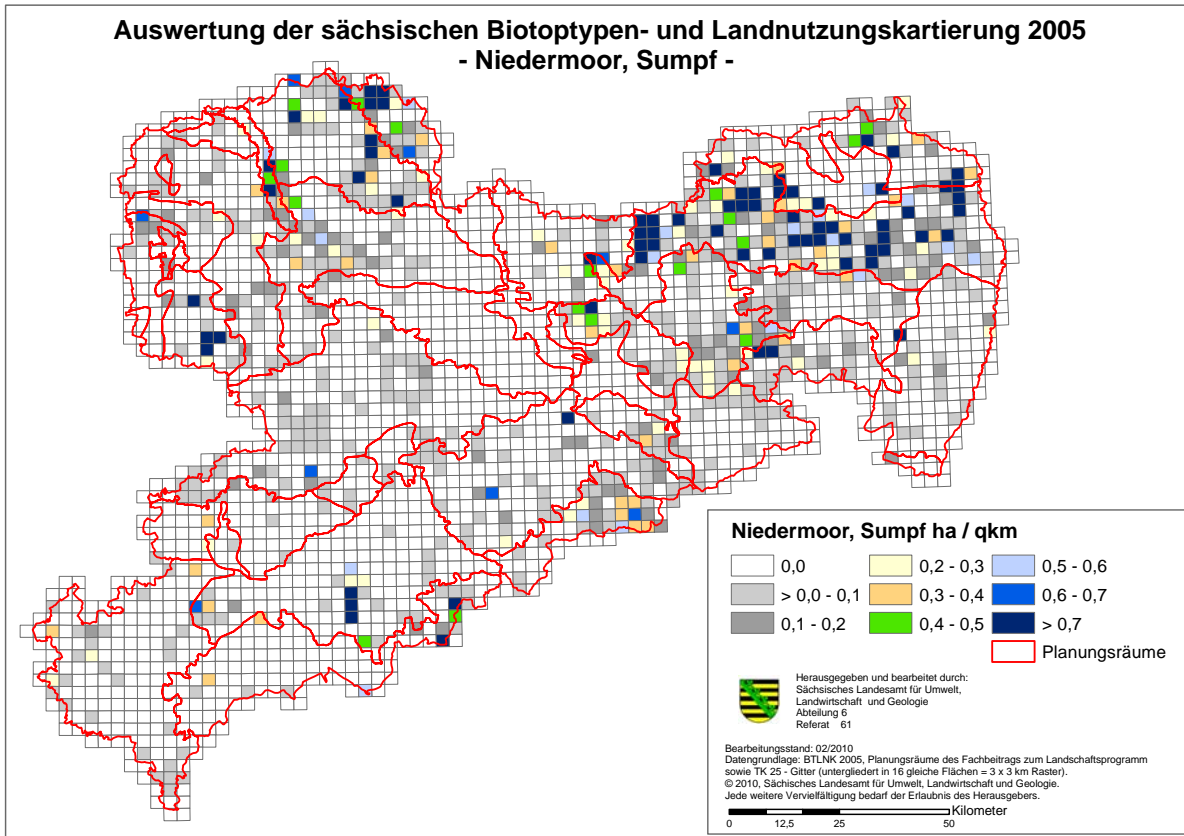 Auswertung der sächsischen Biotoptypen- und Landnutzungskartierung 2005
- Niedermoor, Sumpf -
Niedermoor, Sumpf ha / qkm
0,0
0,2 - 0,3
0,5 - 0,6
> 0,0 - 0,1
0,3 - 0,4
0,6 - 0,7
0,1 - 0,2
0,4 - 0,5
> 0,7
Planungsräume
Herausgegeben und bearbeitet durch:
Sächsisches Landesamt für Umwelt,
Landwirtschaft und Geologie
Abteilung 6
Referat 61
Bearbeitungsstand: 02/2010
Datengrundlage: BTLNK 2005, Planungsräume des Fachbeitrags zum Landschaftsprogramm
sowie TK 25 - Gitter (untergliedert in 16 gleiche Flächen = 3 x 3 km Raster).
© 2010, Sächsisches Landesamt für Umwelt, Landwirtschaft und Geologie.
Jede weitere Vervielfältigung bedarf der Erlaubnis des Herausgebers.
Kilometer
0 12,5 25 50